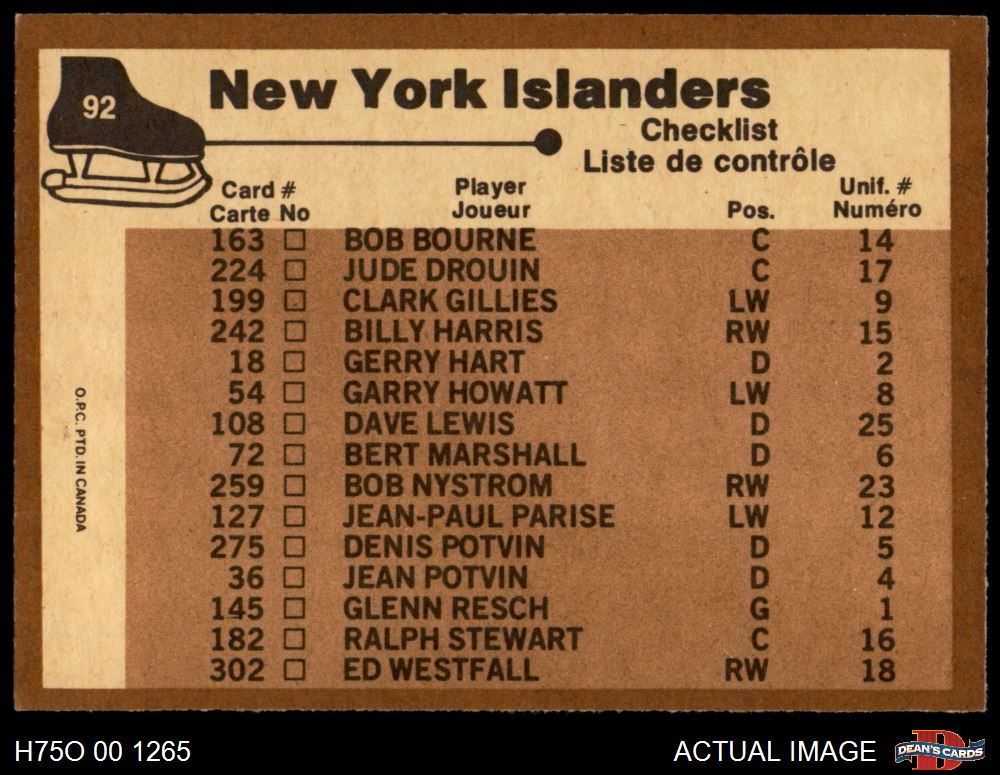 92
New York Islanders
Checklist
Liste de contrôle
Card # Player Unif. #
Carte No Joueur Pos. Numéro
163 □ BOB BOURNE C 14
224 □ JUDE DROUIN C 17
199 □ CLARK GILLIES LW 9
242 □ BILLY HARRIS RW 15
18 □ GERRY HART D 2
54 □ GARRY HOWATT LW 8
108 □ DAVE LEWIS D 25
72 □ BERT MARSHALL D 6
259 □ BOB NYSTROM RW 23
127 □ JEAN-PAUL PARISE LW 12
275 □ DENIS POTVIN D 5
36 □ JEAN POTVIN D 4
145 □ GLENN RESCH G 1
182 □ RALPH STEWART C 16
302 □ ED WESTFALL RW 18
O.P.C. PTD. IN CANADA
H75O 00 1265 ACTUAL IMAGE
D
DEAN'S CARDS